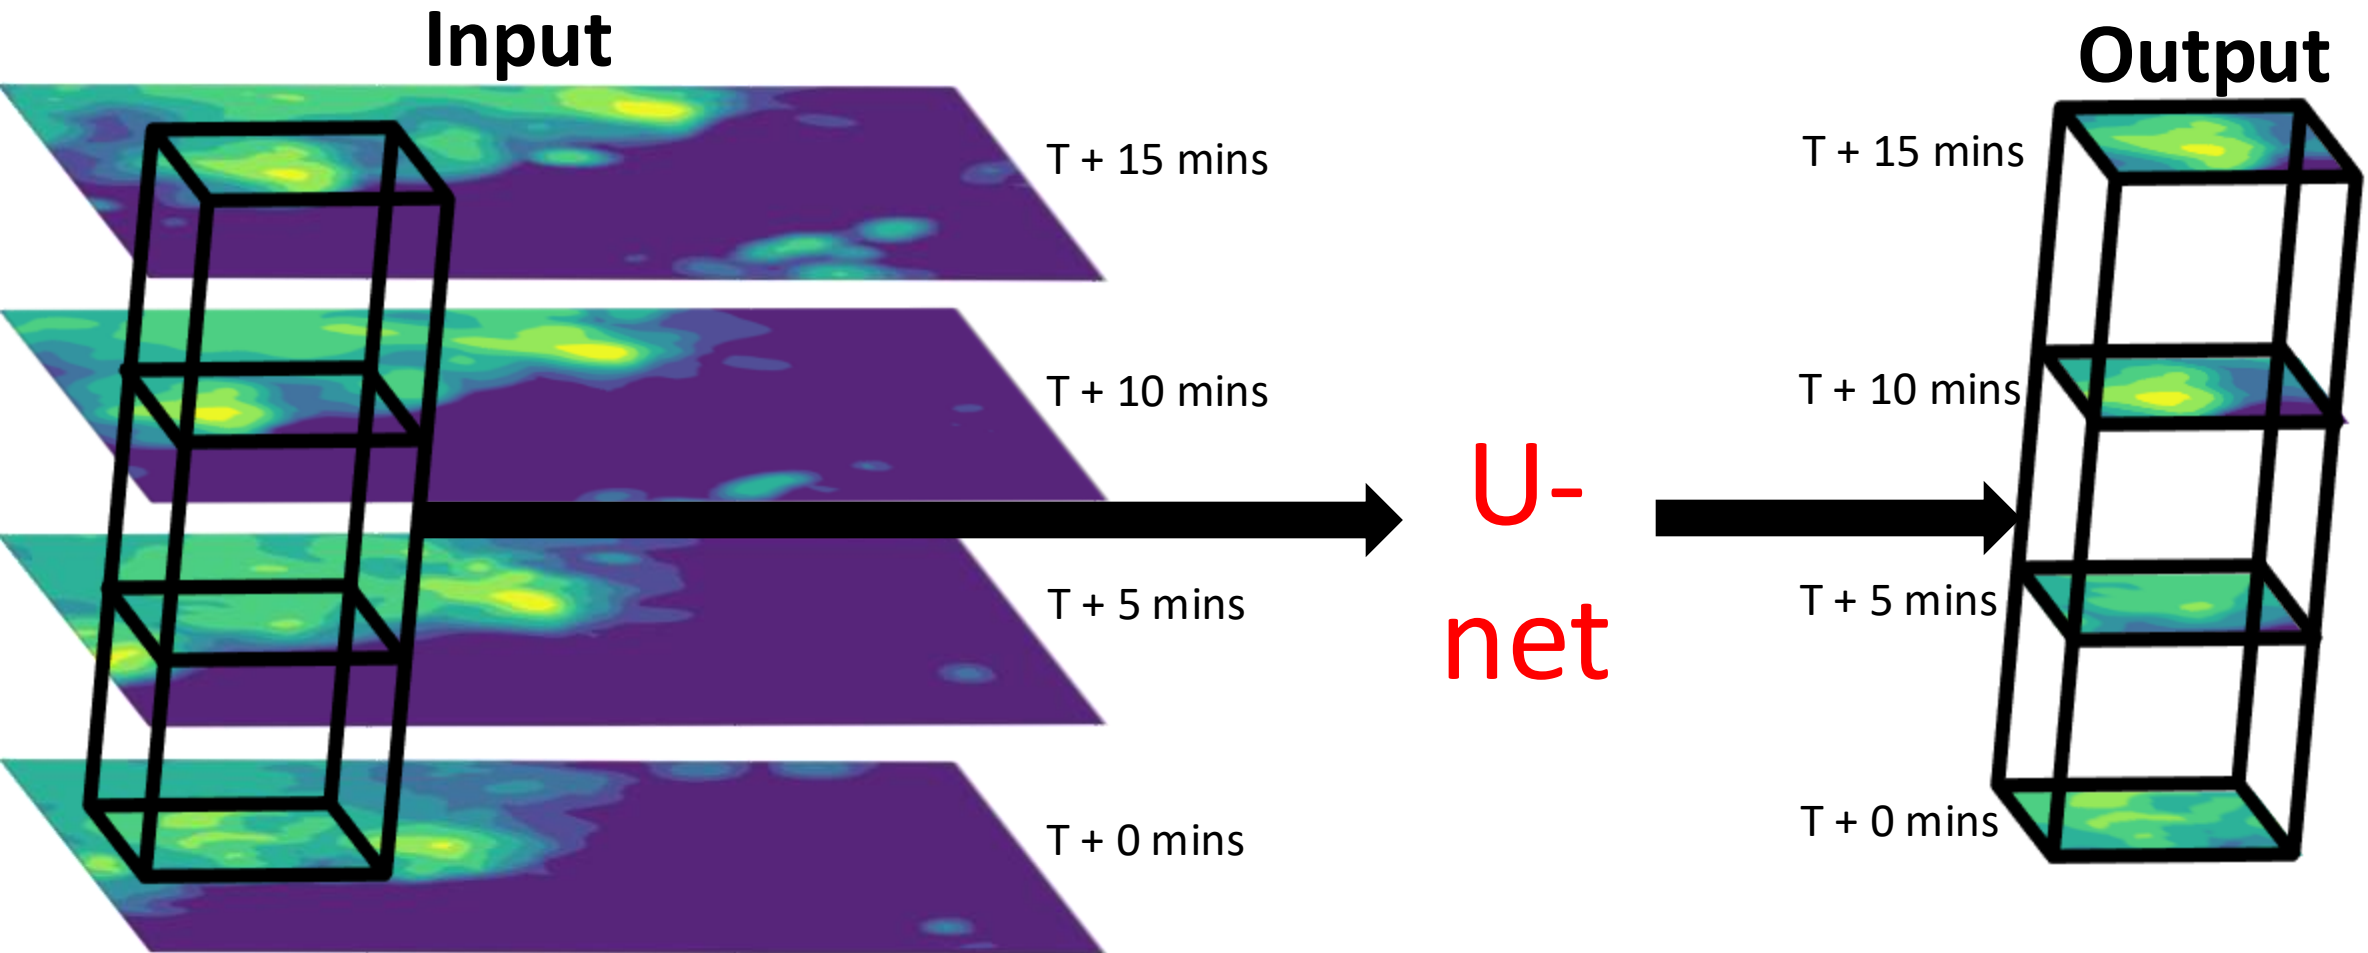 Input
Output
T + 15 mins
T + 15 mins
T + 10 mins
T + 10 mins
U-
net
T + 5 mins
T + 5 mins
T + 0 mins
T + 0 mins